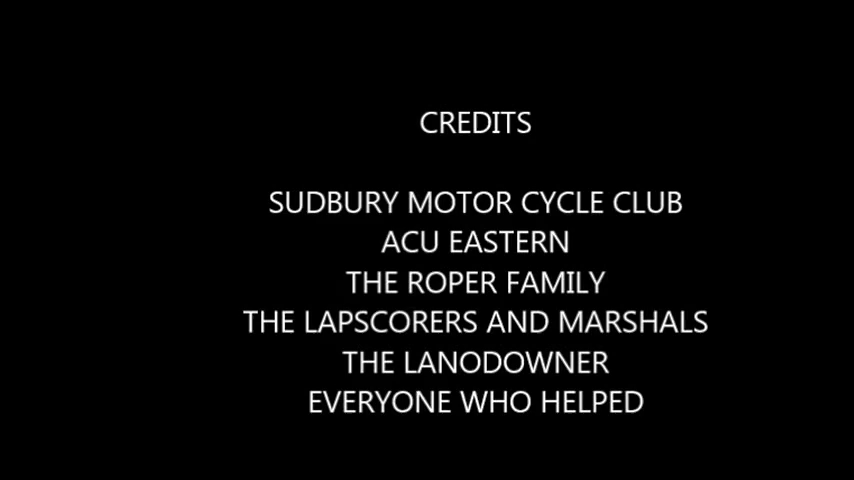 CREDITS
SUDBURY MOTOR CYCLE CLUB
ACU EASTERN
THE ROPER FAMILY
THE LAPSCORERS AND MARSHALS
THE LANODOWNER
EVERYONE WHO HELPED